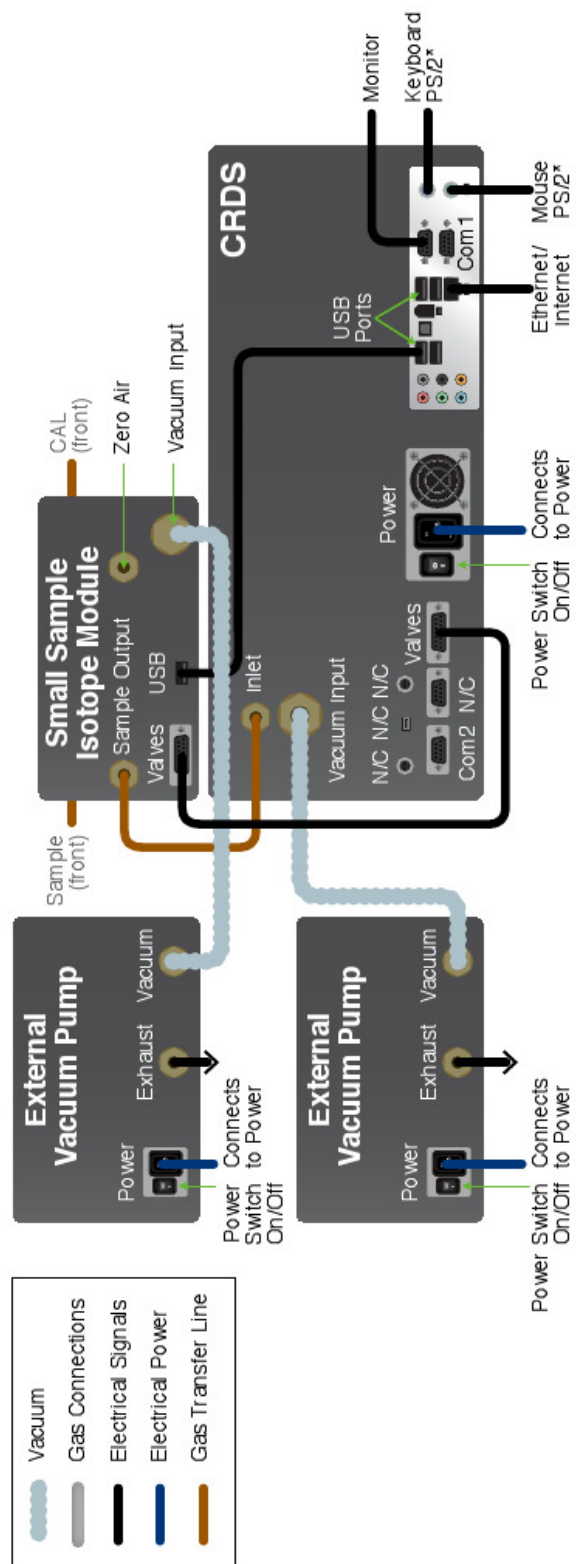 Vacuum
Gas Connections
Electrical Signals
Electrical Power
Gas Transfer Line
External
Vacuum Pump
Power
Exhaust
Vacuum
Power
Switch
On/Off
Connects
to Power
External
Vacuum Pump
Power
Exhaust
Vacuum
Power Switch
On/Off
Connects
to Power
Sample
(front)
CAL
(front)
Small Sample
Isotope Module
Sample Output
Valves
USB
Zero Air
Vacuum Input
CRDS
Inlet
Vacuum Input
N/C N/C N/C
Com2 N/C
Valves
Power
USB
Ports
Com1
Power Switch
On/Off
Connects
to Power
Monitor
Keyboard
PS/2*
Ethernet/
Internet
Mouse
PS/2*